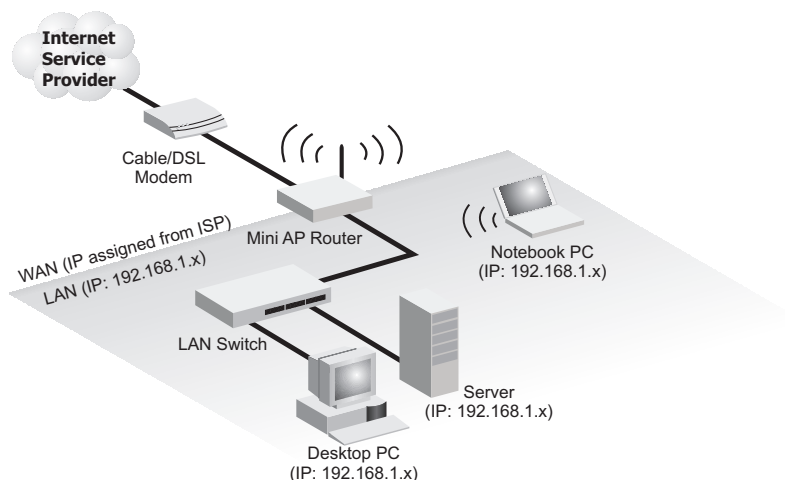 Internet
Service
Provider
Cable/DSL
Modem
Mini AP Router
WAN (IP assigned from ISP)
LAN (IP: 192.168.1.x)
Notebook PC
(IP: 192.168.1.x)
LAN Switch
Server
(IP: 192.168.1.x)
Desktop PC
(IP: 192.168.1.x)